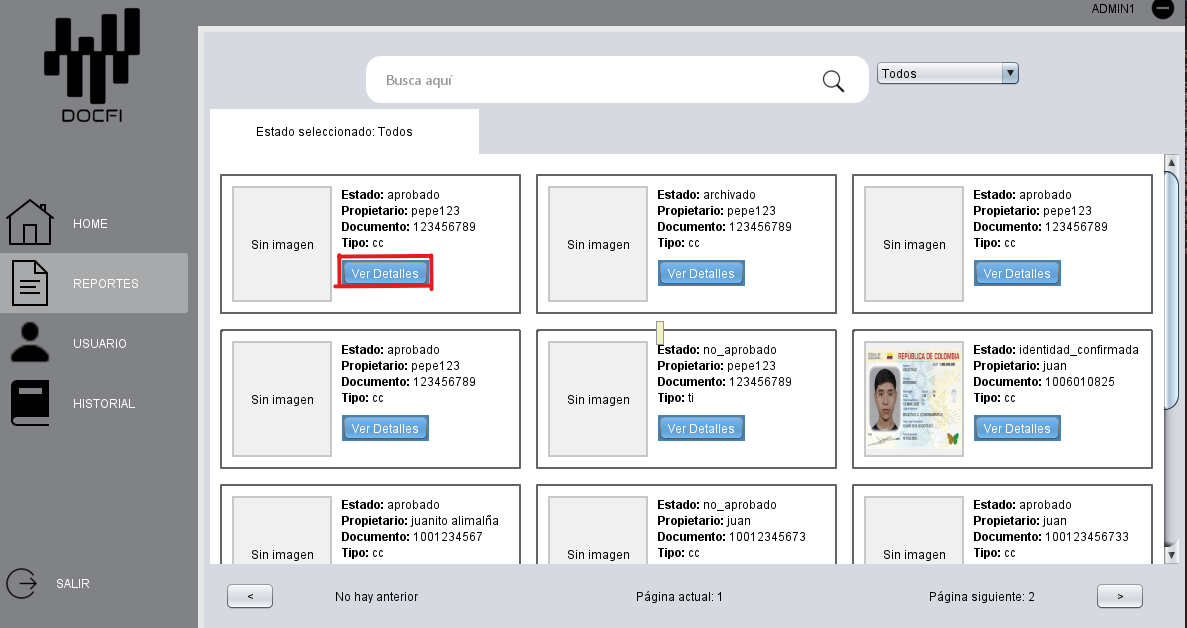 ADMIN1
DOCFI
Busca aquí
Todos
Estado seleccionado: Todos
HOME
REPORTES
USUARIO
HISTORIAL
SALIR
Sin imagen
Estado: aprobado
Propietario: pepe123
Documento: 123456789
Tipo: cc
Ver Detalles
Sin imagen
Estado: archivado
Propietario: pepe123
Documento: 123456789
Tipo: cc
Ver Detalles
Sin imagen
Estado: aprobado
Propietario: pepe123
Documento: 123456789
Tipo: cc
Ver Detalles
Sin imagen
Estado: aprobado
Propietario: pepe123
Documento: 123456789
Tipo: cc
Ver Detalles
Sin imagen
Estado: no_aprobado
Propietario: pepe123
Documento: 123456789
Tipo: ti
Ver Detalles
REPÚBLICA DE COLOMBIA
Estado: identidad_confirmada
Propietario: juan
Documento: 1006010825
Tipo: cc
Ver Detalles
Sin imagen
Estado: aprobado
Propietario: juanito alimalña
Documento: 1001234567
Tipo: cc
Sin imagen
Estado: no_aprobado
Propietario: juan
Documento: 10012345673
Tipo: cc
Sin imagen
Estado: aprobado
Propietario: juan
Documento: 100123456733
Tipo: cc
<
No hay anterior
Página actual: 1
Página siguiente: 2
>